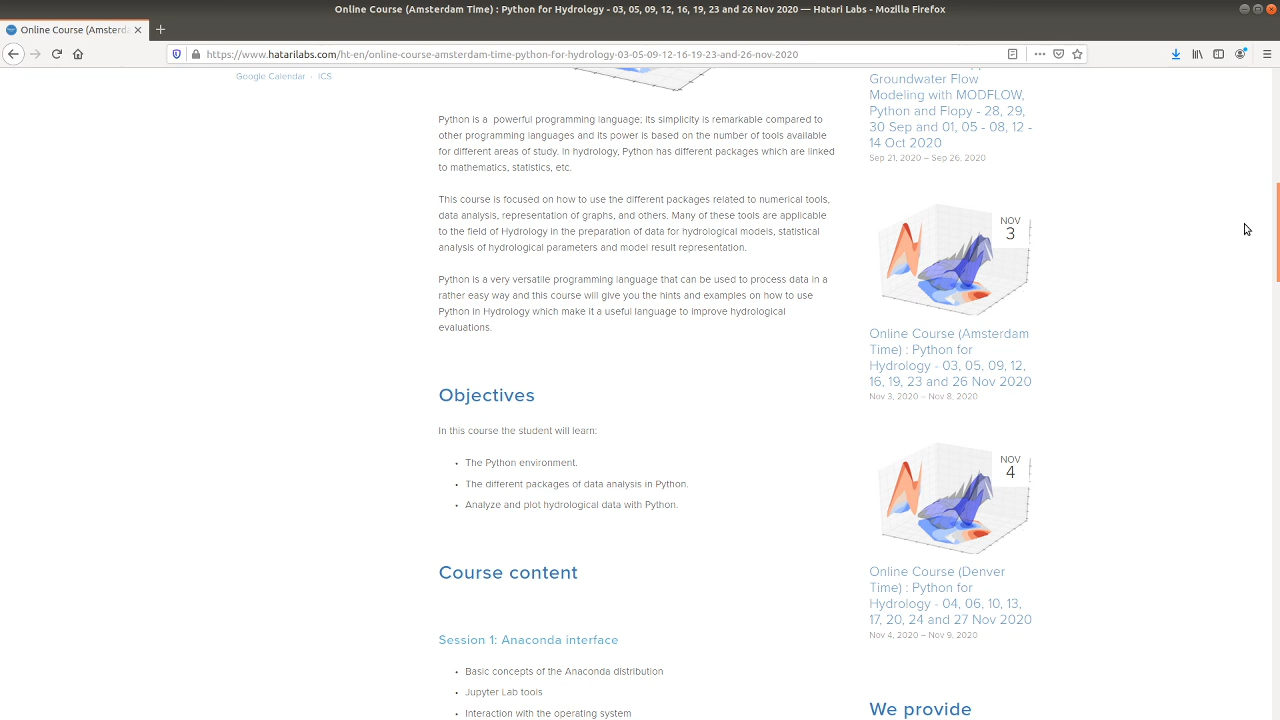 Online Course (Amsterdam Time) : Python for Hydrology - 03, 05, 09, 12, 16, 19, 23 and 26 Nov 2020 — Hatari Labs - Mozilla Firefox
Online Course (Amsterda
https://www.hatarilabs.com/ht-en/online-course-amsterdam-time-python-for-hydrology-03-05-09-12-16-19-23-and-26-nov-2020
Google Calendar · ICS
Python is a powerful programming language; its simplicity is remarkable compared to
other programming languages and its power is based on the number of tools available
for different areas of study. In hydrology, Python has different packages which are linked
to mathematics, statistics, etc.
This course is focused on how to use the different packages related to numerical tools,
data analysis, representation of graphs, and others. Many of these tools are applicable
to the field of Hydrology in the preparation of data for hydrological models, statistical
analysis of hydrological parameters and model result representation.
Python is a very versatile programming language that can be used to process data in a
rather easy way and this course will give you the hints and examples on how to use
Python in Hydrology which make it a useful language to improve hydrological
evaluations.
Objectives
In this course the student will learn:
• The Python environment.
• The different packages of data analysis in Python.
• Analyze and plot hydrological data with Python.
Course content
Session 1: Anaconda interface
• Basic concepts of the Anaconda distribution
• Jupyter Lab tools
• Interaction with the operating system
Groundwater Flow
Modeling with MODFLOW,
Python and Flopy - 28, 29,
30 Sep and 01, 05 - 08, 12 -
14 Oct 2020
Sep 21, 2020 – Sep 26, 2020
NOV
3
Online Course (Amsterdam
Time) : Python for
Hydrology - 03, 05, 09, 12,
16, 19, 23 and 26 Nov 2020
Nov 3, 2020 – Nov 8, 2020
NOV
4
Online Course (Denver
Time) : Python for
Hydrology - 04, 06, 10, 13,
17, 20, 24 and 27 Nov 2020
Nov 4, 2020 – Nov 9, 2020
We provide